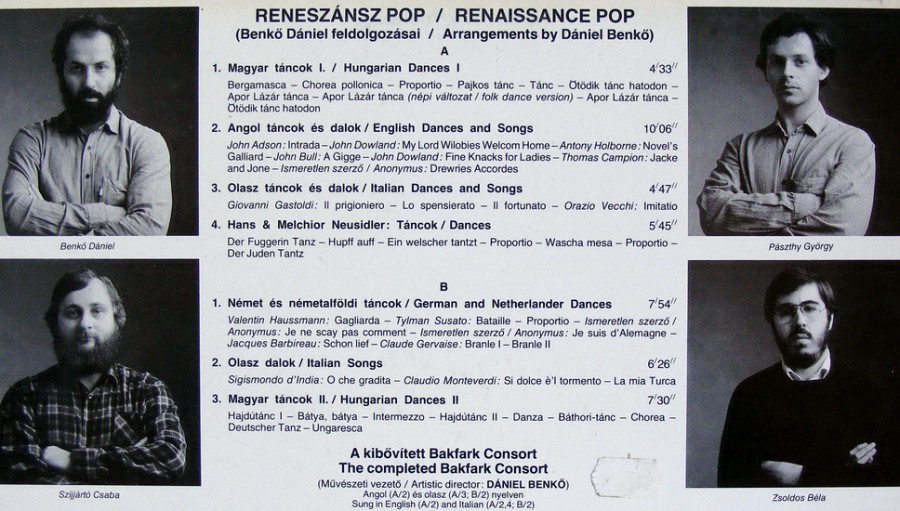 RENESZÁNSZ POP / RENAISSANCE POP
(Benkő Dániel feldolgozásai / Arrangements by Dániel Benkő)
A
1. Magyar táncok I. / Hungarian Dances I 4′33″
Bergamasca – Chorea pollonica – Proportio – Pajkos tánc – Tánc – Ötödik tánc hatodon –
Apor Lázár tánca – Apor Lázár tánca (népi változat / folk dance version) – Apor Lázár tánca –
Ötödik tánc hatodon
2. Angol táncok és dalok / English Dances and Songs 10′06″
John Adson: Intrada – John Dowland: My Lord Wilobies Welcom Home – Antony Holborne: Novel's
Galliard – John Bull: A Gigge – John Dowland: Fine Knacks for Ladies – Thomas Campion: Jacke
and Jone – Ismeretlen szerző / Anonymus: Drewries Accordes
3. Olasz táncok és dalok / Italian Dances and Songs 4′47″
Giovanni Gastoldi: Il prigioniero – Lo spensierato – Il fortunato – Orazio Vecchi: Imitatio
4. Hans & Melchior Neusidler: Táncok / Dances 5′45″
Der Fuggerin Tanz – Hupff auff – Ein welscher tantzt – Proportio – Wascha mesa – Proportio –
Der Juden Tantz
Benkő Dániel
Pászthy György
B
1. Német és németalföldi táncok / German and Netherlander Dances 7′54″
Valentin Haussmann: Gagliarda – Tylman Susato: Bataille – Proportio – Ismeretlen szerző /
Anonymus: Je ne scay pas comment – Ismeretlen szerző / Anonymus: Je suis d'Alemagne –
Jacques Barbireau: Schon lief – Claude Gervaise: Branle I – Branle II
2. Olasz dalok / Italian Songs 6′26″
Sigismondo d'India: O che gradita – Claudio Monteverdi: Si dolce è'l tormento – La mia Turca
3. Magyar táncok II. / Hungarian Dances II 7′30″
Hajdútánc I – Bátya, bátya – Intermezzo – Hajdútánc II – Danza – Báthori-tánc – Chorea –
Deutscher Tanz – Ungaresca
A kibővített Bakfark Consort
The completed Bakfark Consort
(Művészeti vezető / Artistic director: DÁNIEL BENKŐ)
Angol (A/2) és olasz (A/3; B/2) nyelven
Sung in English (A/2) and Italian (A/2,4; B/2)
Szíjjártó Csaba
Zsoldos Béla